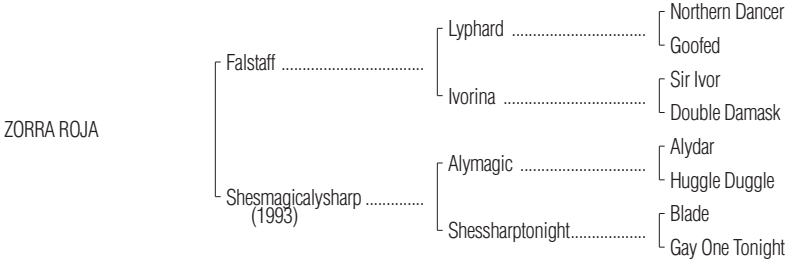 Northern Dancer
Lyphard ................................
Goofed
Falstaff ..................................
Sir Ivor
Ivorina ..................................
Double Damask
ZORRA ROJA
Alydar
Alymagic ..............................
Huggle Duggle
Shesmagicalysharp ..............
(1993)
Blade
Shessharptonight..................
Gay One Tonight